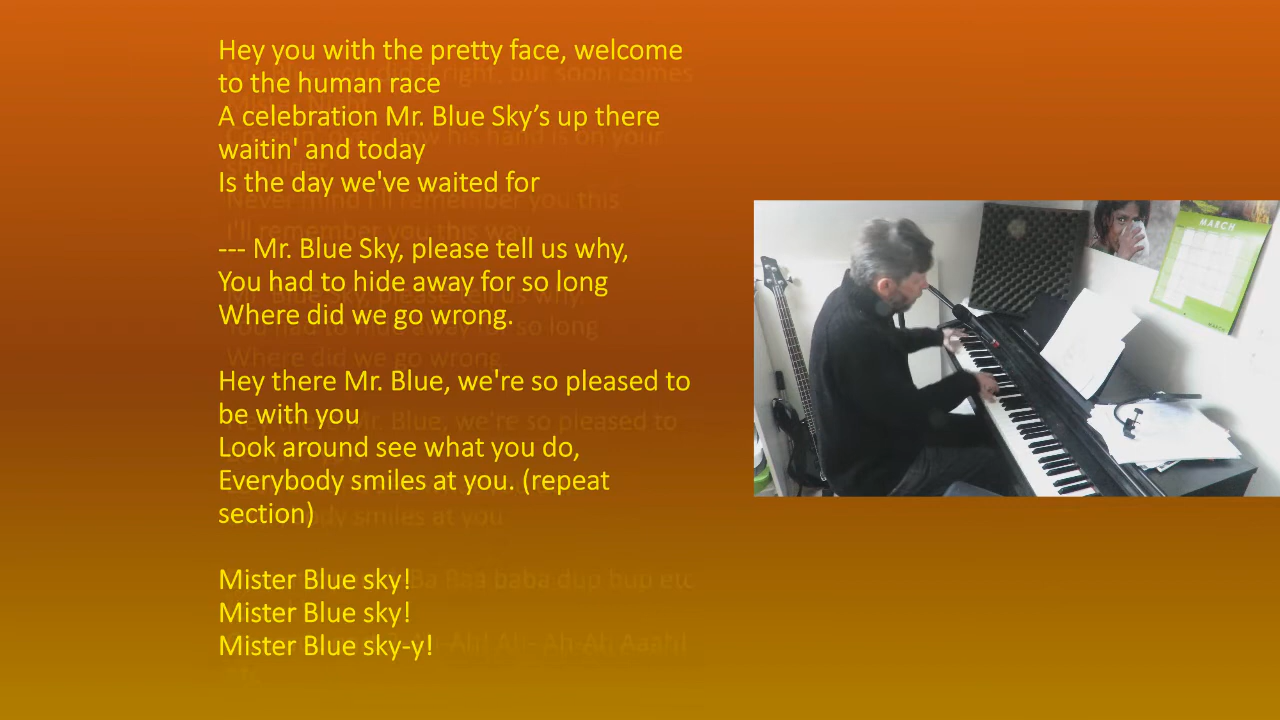 Hey you with the pretty face, welcome
to the human race
A celebration Mr. Blue Sky’s up there
waitin' and today
Is the day we've waited for
--- Mr. Blue Sky, please tell us why,
You had to hide away for so long
Where did we go wrong.
Hey there Mr. Blue, we're so pleased to
be with you
Look around see what you do,
Everybody smiles at you. (repeat
section)
Mister Blue sky!
Mister Blue sky!
Mister Blue sky-y!
MARCH